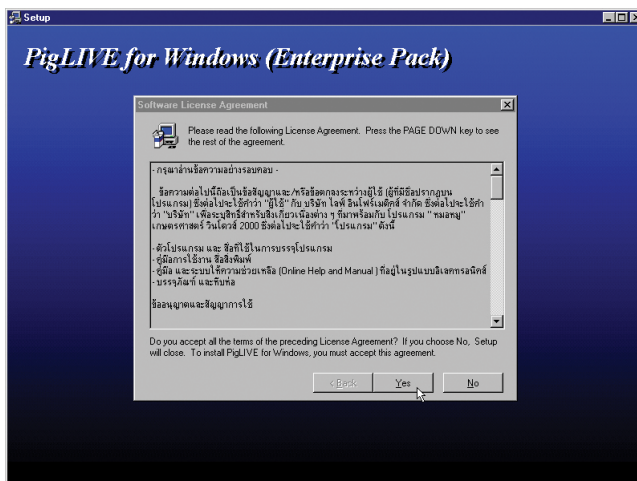 Setup
PigLIVE for Windows (Enterprise Pack)
Software License Agreement
Please read the following License Agreement. Press the PAGE DOWN key to see
the rest of the agreement.
- กรุณาอ่านข้อความอย่างรอบคอบ -
ข้อความต่อไปนี้ถือเป็นข้อสัญญาและ/หรือข้อตกลงระหว่างผู้ใช้ (ผู้ที่มีชื่อปรากฏบน
โปรแกรม) ซึ่งต่อไปจะใช้คำว่า "ผู้ใช้" กับ บริษัท ไลฟ์ อินโฟร์เมติคส์ จำกัด ซึ่งต่อไปจะใช้คำ
ว่า "บริษัท" เพื่อระบุสิทธิ์สำหรับสิ่งเกี่ยวเนื่องต่าง ๆ ที่มาพร้อมกับ โปรแกรม " หมอหมู"
เกษตรศาสตร์ วินโดวส์ 2000 ซึ่งต่อไปจะใช้คำว่า "โปรแกรม" ดังนี้
-ตัวโปรแกรม และ สื่อที่ใช้ในการบรรจุโปรแกรม
- คู่มือการใช้งาน สื่อสิ่งพิมพ์
- คู่มือ และระบบให้ความช่วยเหลือ (Online Help and Manual ) ที่อยู่ในรูปแบบอิเลคทรอนิคส์
- บรรจุภัณฑ์ และหีบห่อ
ข้ออนุญาตและสัญญาการใช้
Do you accept all the terms of the preceding License Agreement? If you choose No, Setup
will close. To install PigLIVE for Windows, you must accept this agreement.
< Back Yes No